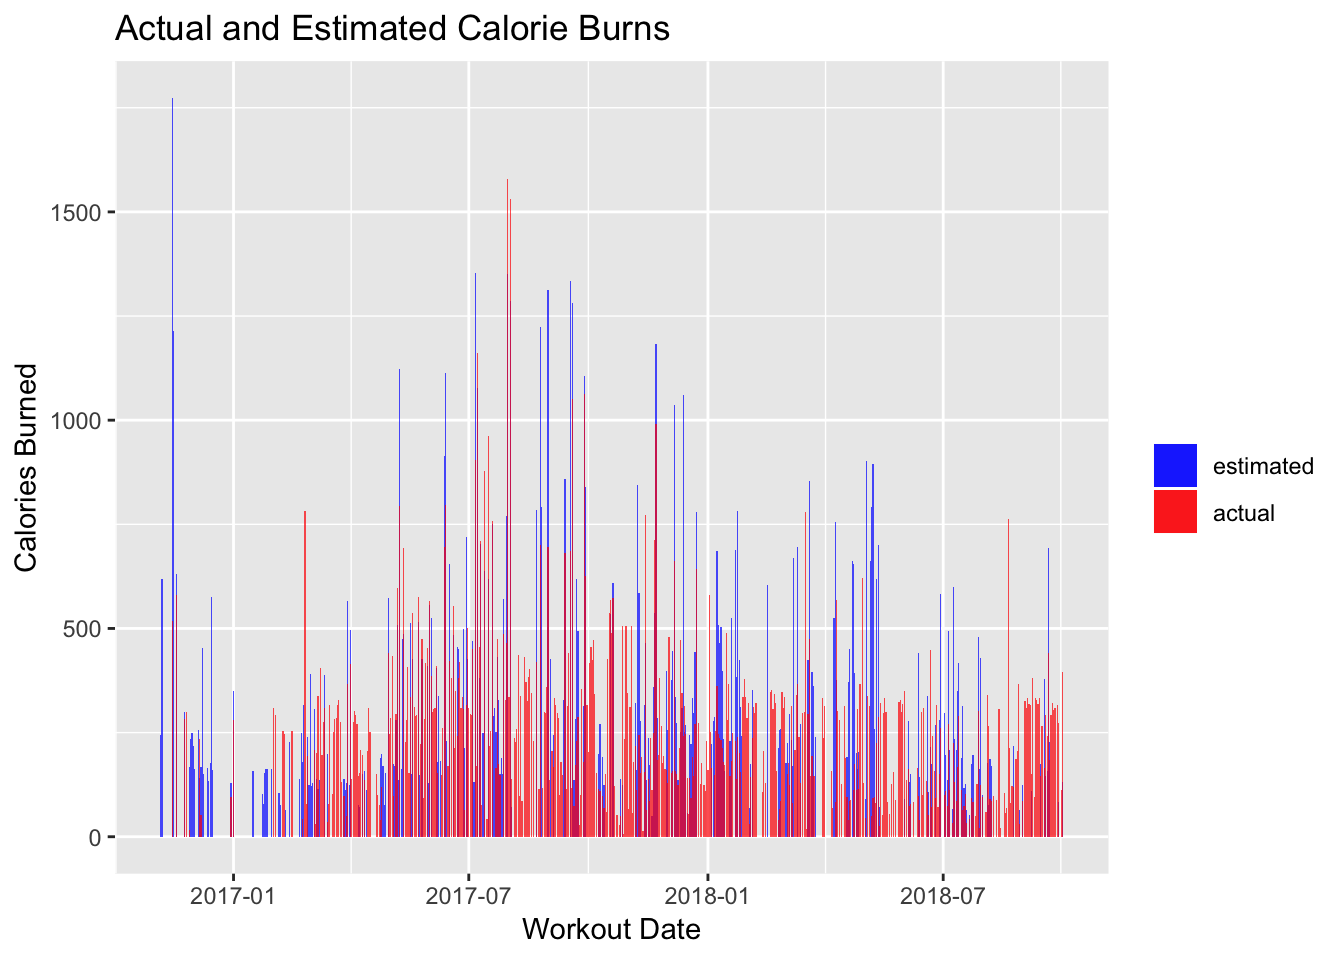 Actual and Estimated Calorie Burns
Calories Burned
1500
1000
500
0
2017-01
2017-07
2018-01
2018-07
Workout Date
estimated
actual